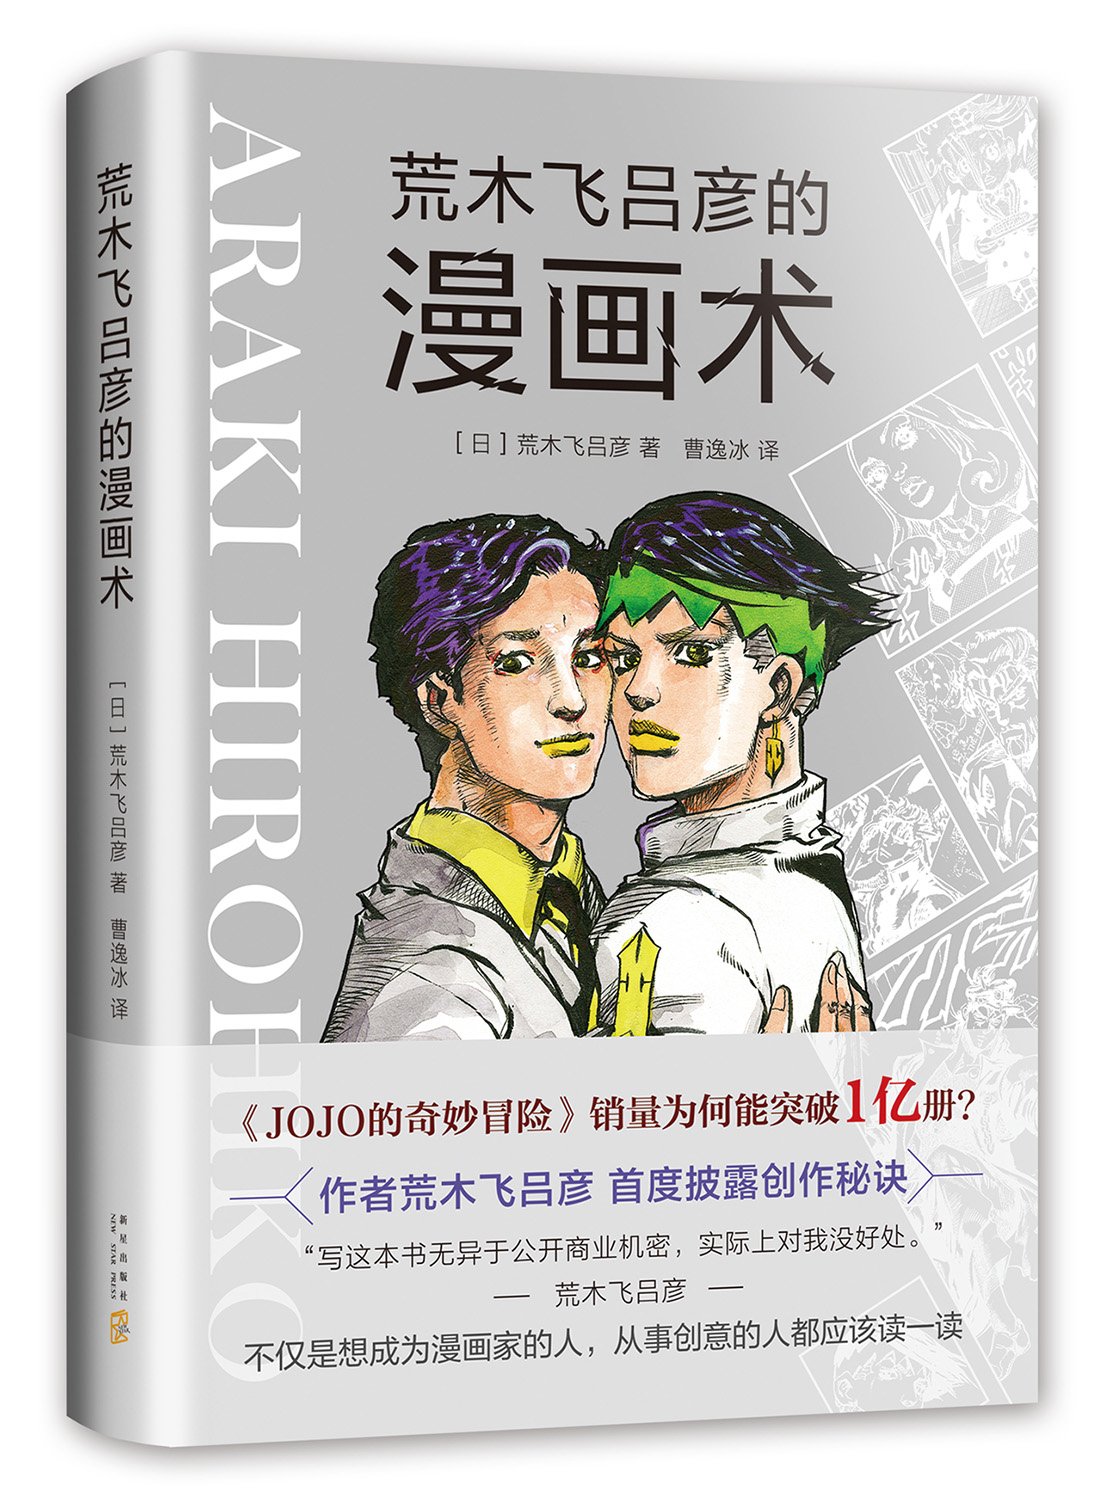 荒木飞吕彦的漫画术
[日]荒木飞吕彦 著 曹逸冰 译
新星出版社
NEW STAR PRESS
ARAKI HIROHIKO
荒木飞吕彦的
漫画术
[日]荒木飞吕彦 著 曹逸冰 译
《JOJO的奇妙冒险》销量为何能突破1亿册?
作者荒木飞吕彦 首度披露创作秘诀
“写这本书无异于公开商业机密，实际上对我没好处。”
— 荒木飞吕彦 —
不仅是想成为漫画家的人，从事创意的人都应该读一读